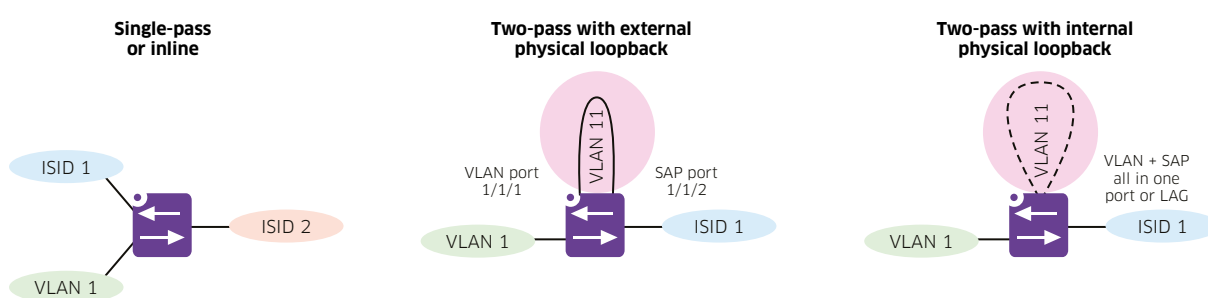 Single-pass
or inline
ISID 1
ISID 2
VLAN 1
Two-pass with external
physical loopback
VLAN 11
VLAN port
1/1/1
SAP port
1/1/2
VLAN 1
ISID 1
Two-pass with internal
physical loopback
VLAN 11
VLAN + SAP
all in one
port or LAG
VLAN 1
ISID 1